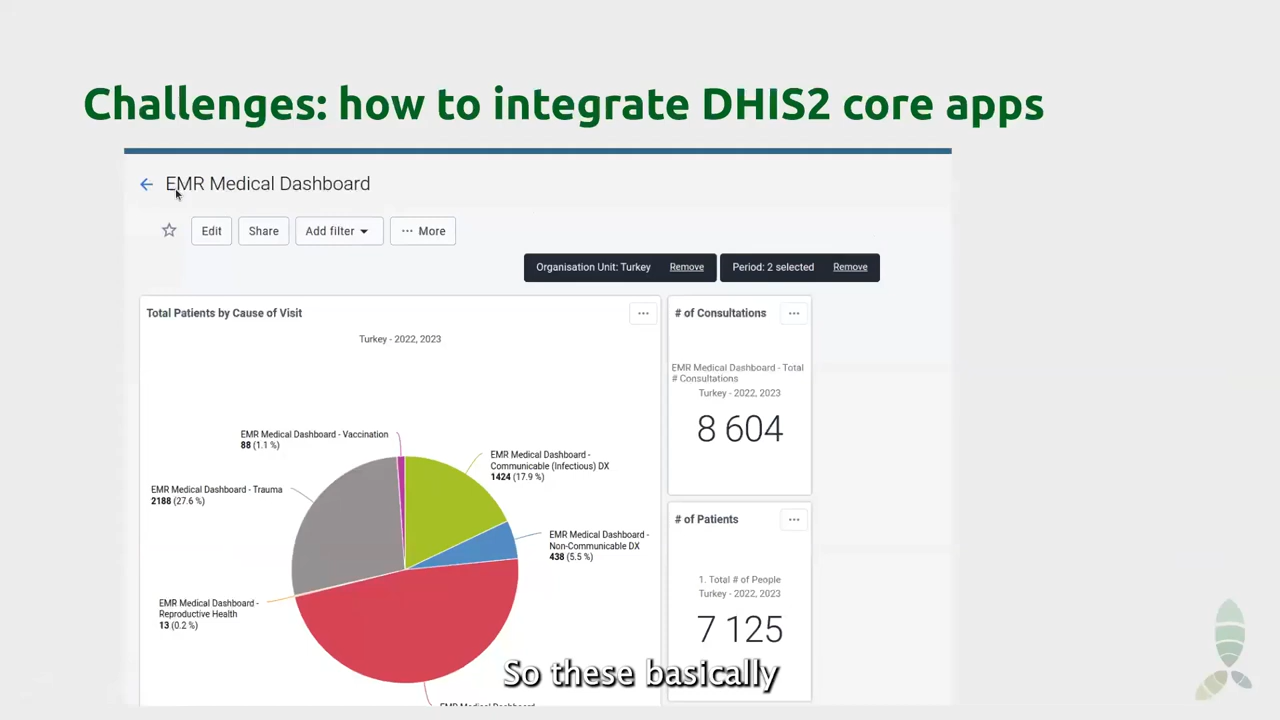 Challenges: how to integrate DHIS2 core apps
EMR Medical Dashboard
Edit
Share
Add filter
More
Organisation Unit: Turkey
Remove
Period: 2 selected
Remove
Total Patients by Cause of Visit
Turkey - 2022, 2023
EMR Medical Dashboard - Vaccination
88 (1.1 %)
EMR Medical Dashboard -
Communicable (Infectious) DX
1424 (17.9 %)
EMR Medical Dashboard - Trauma
2188 (27.6 %)
EMR Medical Dashboard -
Non-Communicable DX
438 (5.5 %)
EMR Medical Dashboard -
Reproductive Health
13 (0.2 %)
# of Consultations
EMR Medical Dashboard - Total
# Consultations
Turkey - 2022, 2023
8 604
# of Patients
1. Total # of People
Turkey - 2022, 2023
7 125
So these basically